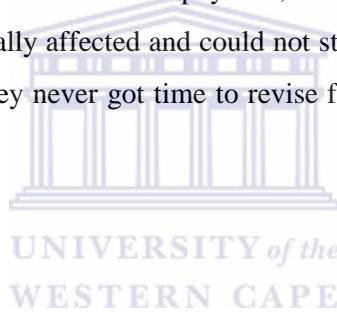 ally affected and could not st
ey never got time to revise f
UNIVERSITY of the
WESTERN CAPE